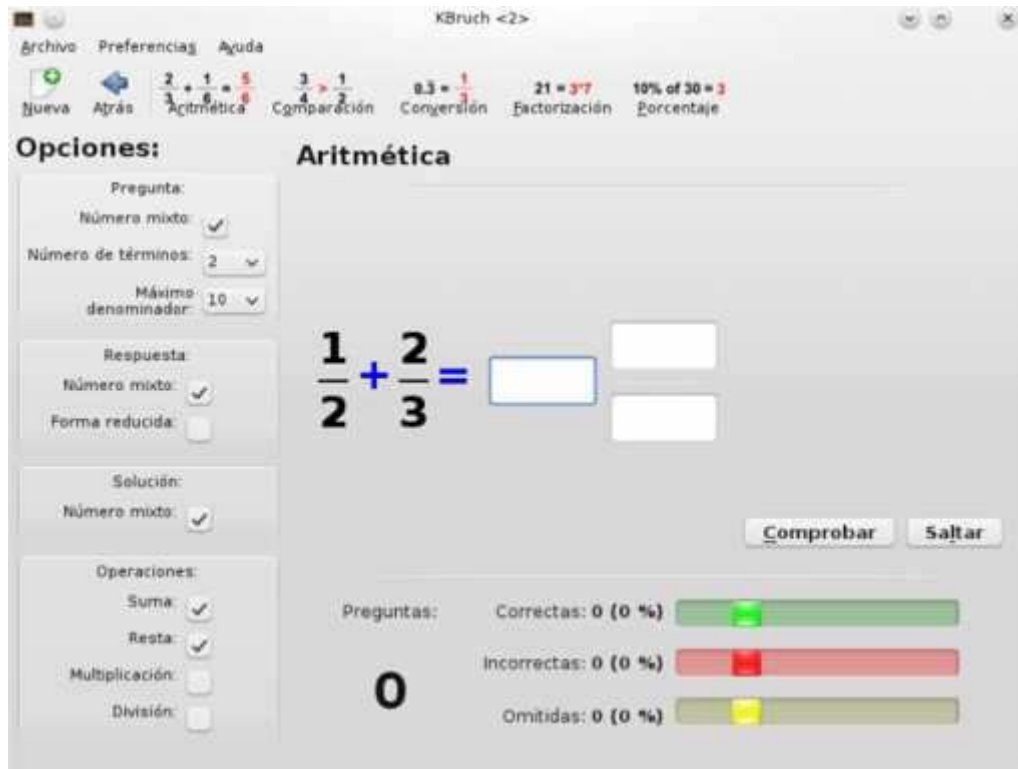 KBruch <2>
Archivo Preferencias Ayuda
2/3 + 1/6 = 5/6 3/4 > 1/2 0.3 = 1/3 21 = 3*7 10% of 30 = 3
Nueva Atrás Aritmética Comparación Conversión Factorización Porcentaje
Opciones:
Pregunta:
Número mixto:
Número de términos: 2
Máximo
denominador: 10
Respuesta:
Número mixto:
Forma reducida:
Solución:
Número mixto:
Operaciones:
Suma:
Resta:
Multiplicación:
División:
Aritmética
1/2 + 2/3 =
Comprobar Saltar
Preguntas:
0
Correctas: 0 (0 %)
Incorrectas: 0 (0 %)
Omitidas: 0 (0 %)